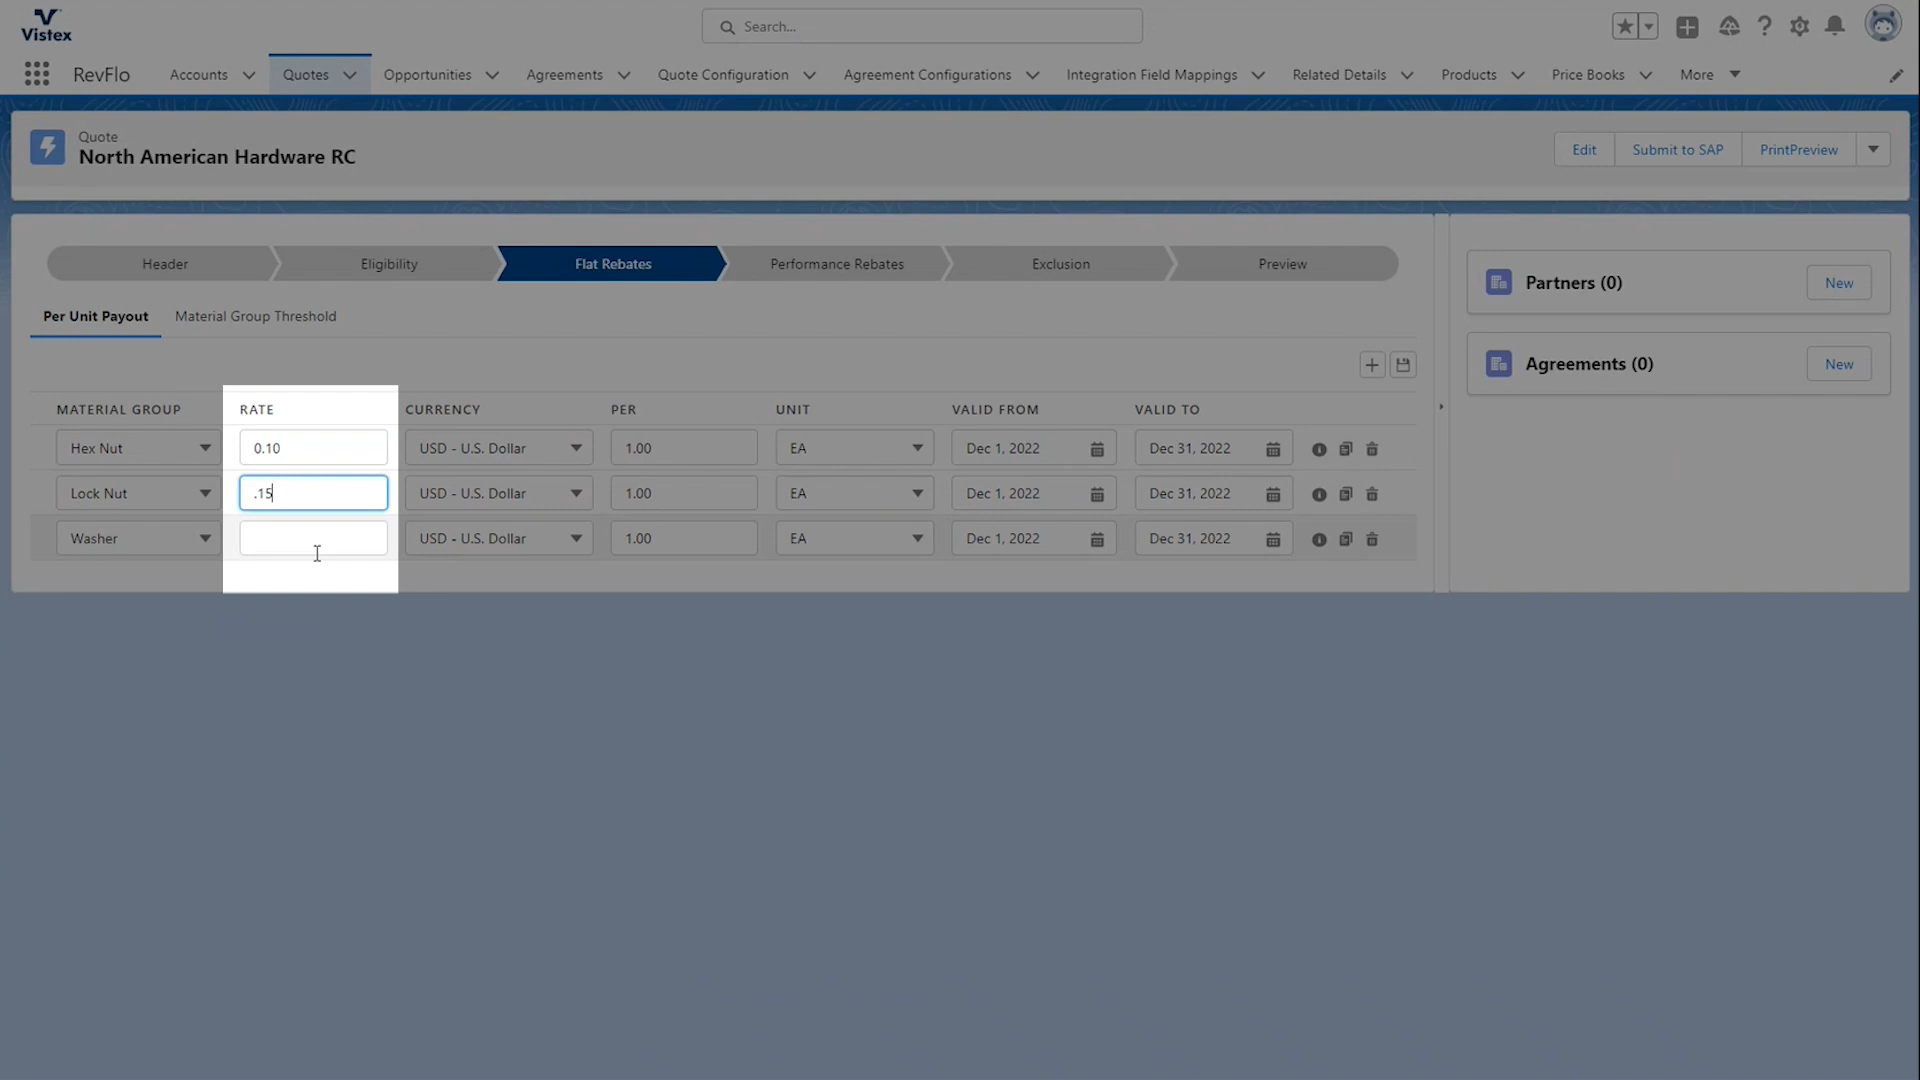 Vistex
Search...
RevFlo
Accounts
Quotes
Opportunities
Agreements
Quote Configuration
Agreement Configurations
Integration Field Mappings
Related Details
Products
Price Books
More
Quote
North American Hardware RC
Edit
Submit to SAP
PrintPreview
Header
Eligibility
Flat Rebates
Performance Rebates
Exclusion
Preview
Partners (0)
New
Per Unit Payout
Material Group Threshold
Agreements (0)
New
MATERIAL GROUP RATE CURRENCY PER UNIT VALID FROM VALID TO
Hex Nut 0.10 USD - U.S. Dollar 1.00 EA Dec 1, 2022 Dec 31, 2022
Lock Nut .15 USD - U.S. Dollar 1.00 EA Dec 1, 2022 Dec 31, 2022
Washer USD - U.S. Dollar 1.00 EA Dec 1, 2022 Dec 31, 2022